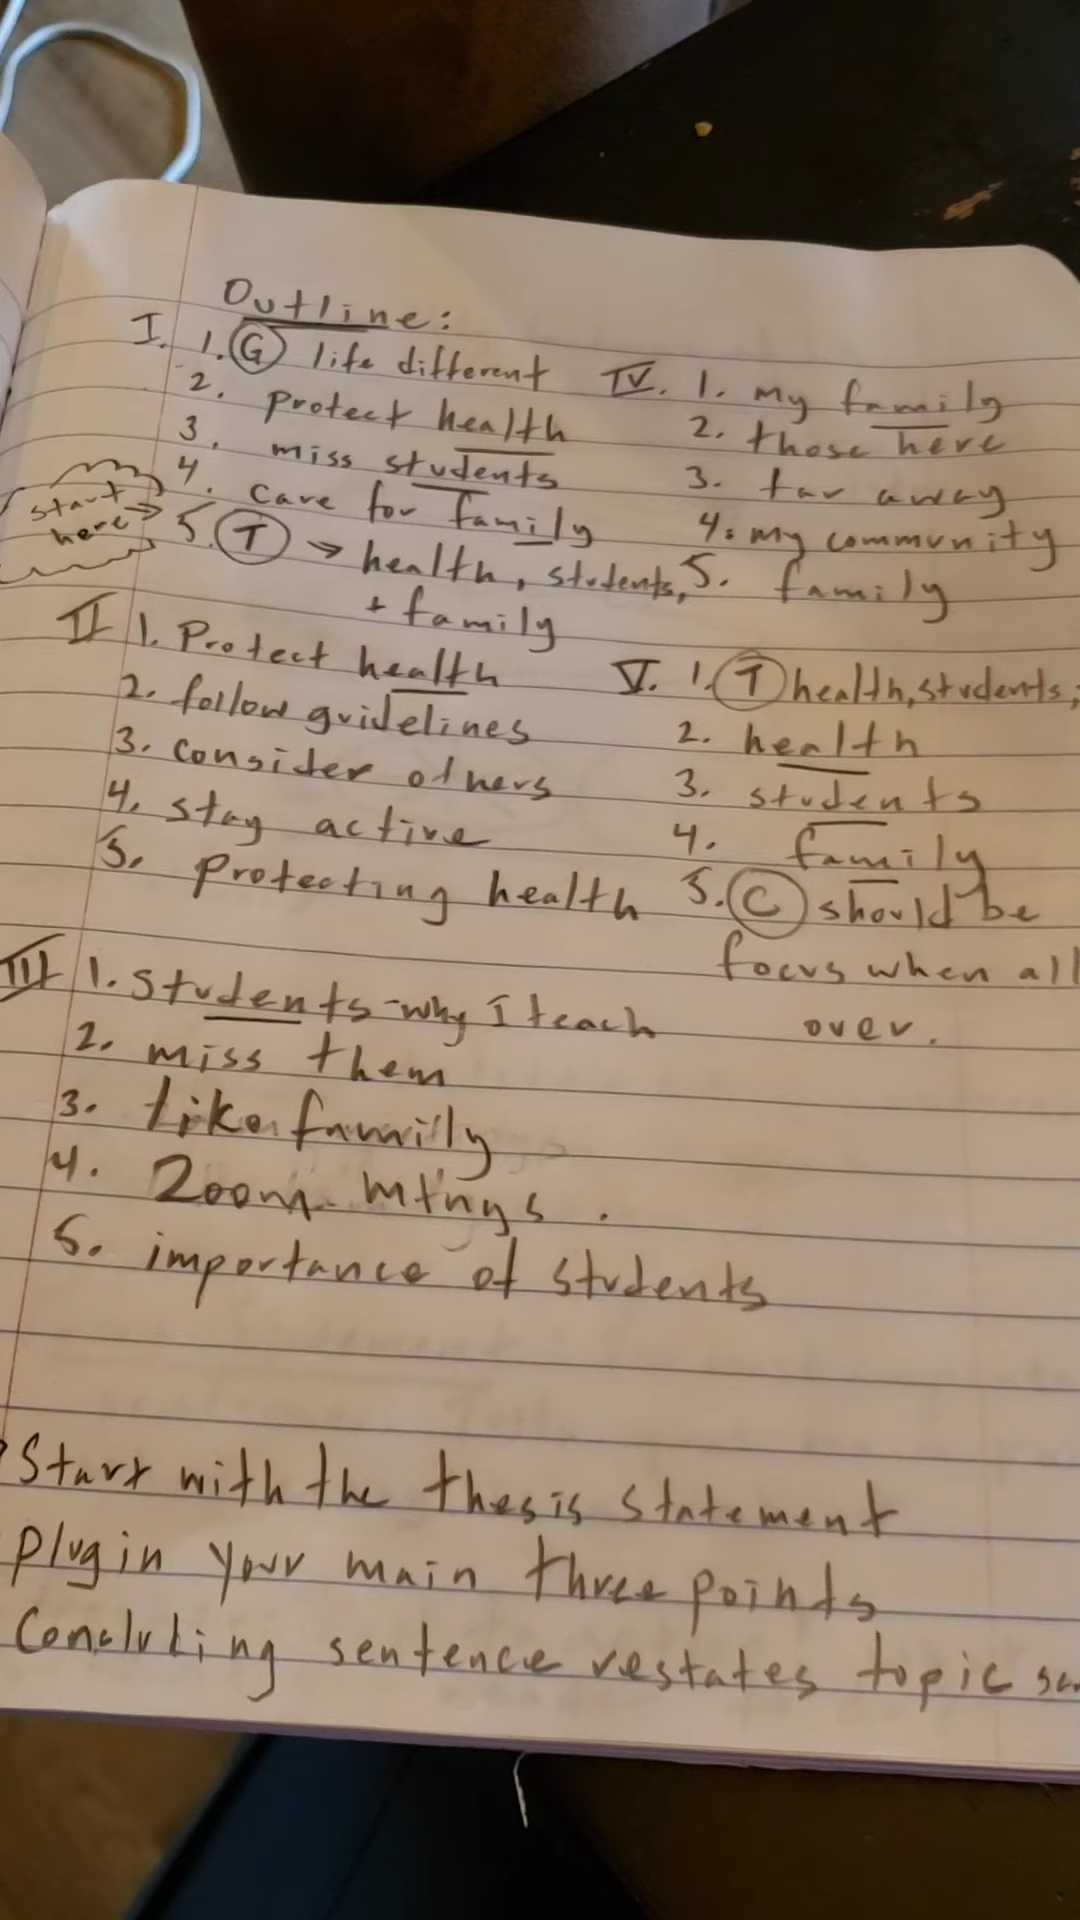 Outline:
I. 1. G life different
2. protect health
3. miss students
4. care for family
start
here →
5. T → health, students,
+ family
II 1. Protect health
2. follow guidelines
3. consider others
4. stay active
5. protecting health
III 1. Students - why I teach
2. miss them
3. like family
4. Zoom mtngs.
5. importance of students
IV. 1. my family
2. those here
3. far away
4. my community
5. family
V. 1. T health, students,
2. health
3. students
4. family
5. C should be
focus when all
over.
Start with the thesis statement
plug in your main three points
Concluding sentence restates topic